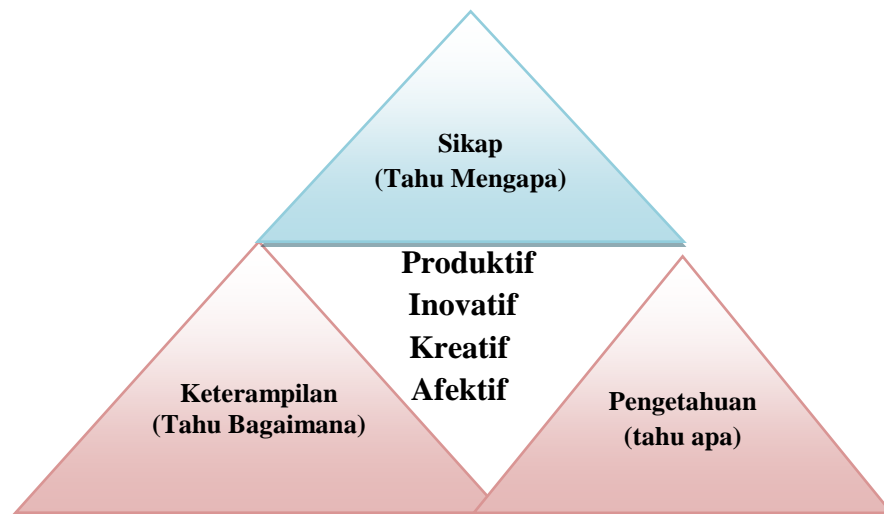 Sikap
(Tahu Mengapa)
Produktif
Inovatif
Kreatif
Afektif
Keterampilan
(Tahu Bagaimana)
Pengetahuan
(tahu apa)